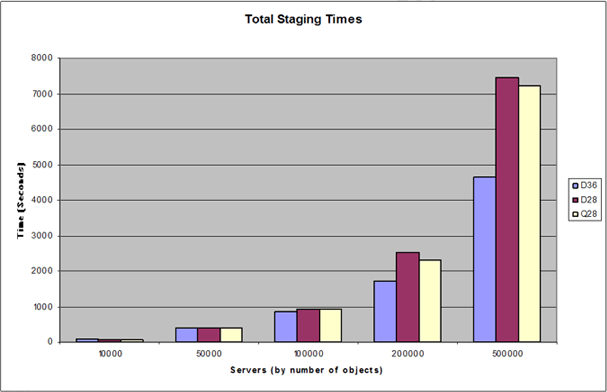 Total Staging Times
8000
7000
6000
5000
4000
3000
2000
1000
0
Time (Seconds)
10000
50000
100000
200000
500000
Servers (by number of objects)
D36
D28
Q28